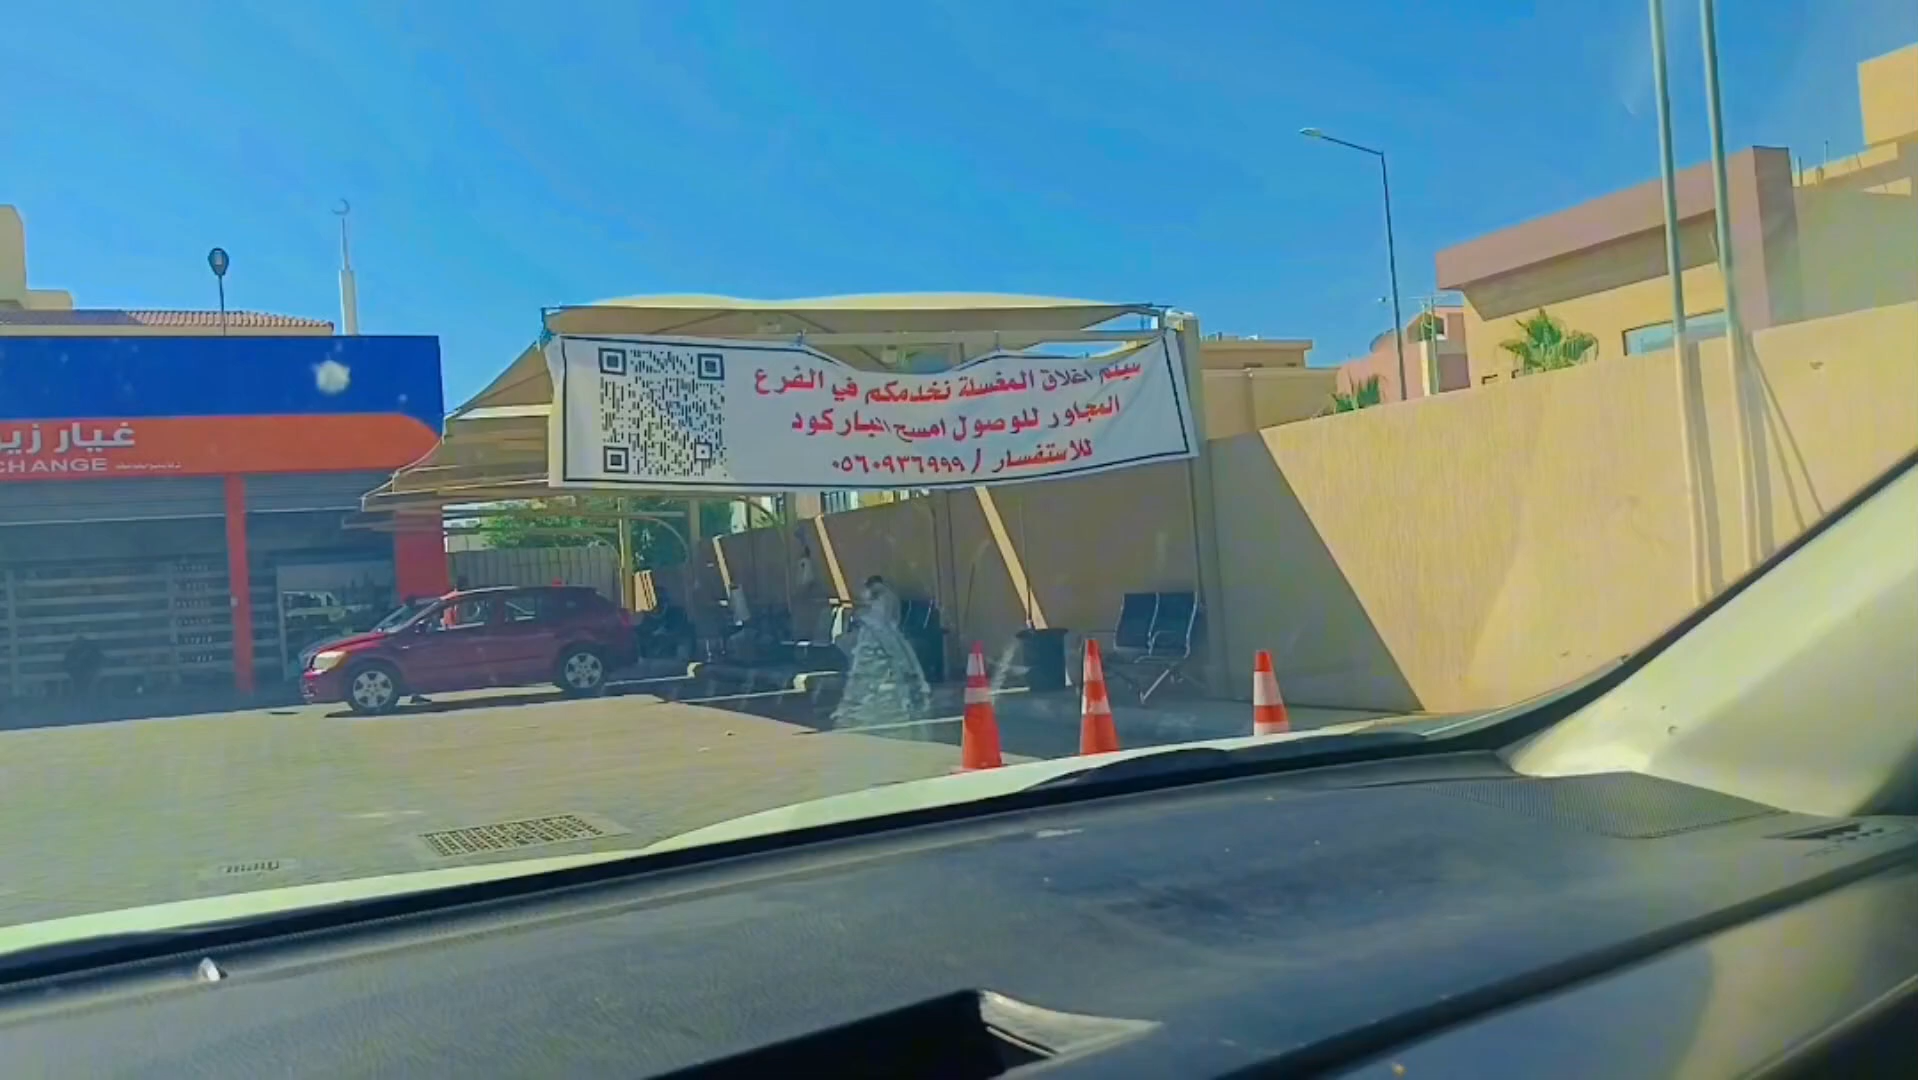 سيتم اغلاق المغسلة نخدمكم في الفرع
المجاور للوصول امسح الباركود
للاستفسار / ٠٥٦٠٩٣٦٩٩٩
غيار زي
CHANGE